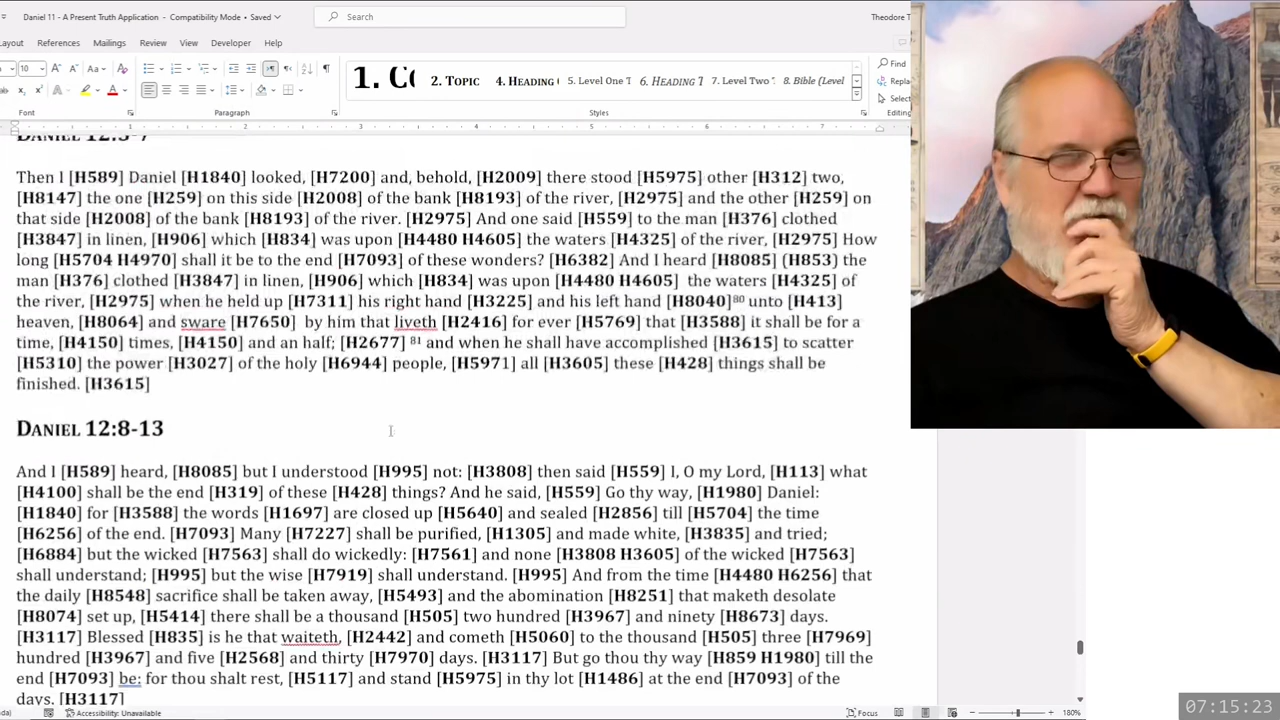 Daniel 11 - A Present Truth Application - Compatibility Mode • Saved
Search
Theodore T
Layout References Mailings Review View Developer Help
10
1. Co
2. Topic
4. Heading
5. Level One
6. Heading
7. Level Two
8. Bible (Level
Find
Repla
Select
Font Paragraph Styles Editing
1 2 3 4 5 6 7
Then I [H589] Daniel [H1840] looked, [H7200] and, behold, [H2009] there stood [H5975] other [H312] two,
[H8147] the one [H259] on this side [H2008] of the bank [H8193] of the river, [H2975] and the other [H259] on
that side [H2008] of the bank [H8193] of the river. [H2975] And one said [H559] to the man [H376] clothed
[H3847] in linen, [H906] which [H834] was upon [H4480 H4605] the waters [H4325] of the river, [H2975] How
long [H5704 H4970] shall it be to the end [H7093] of these wonders? [H6382] And I heard [H8085] (H853) the
man [H376] clothed [H3847] in linen, [H906] which [H834] was upon [H4480 H4605] the waters [H4325] of
the river, [H2975] when he held up [H7311] his right hand [H3225] and his left hand [H8040]80 unto [H413]
heaven, [H8064] and sware [H7650] by him that liveth [H2416] for ever [H5769] that [H3588] it shall be for a
time, [H4150] times, [H4150] and an half; [H2677] 81 and when he shall have accomplished [H3615] to scatter
[H5310] the power [H3027] of the holy [H6944] people, [H5971] all [H3605] these [H428] things shall be
finished. [H3615]
Daniel 12:8-13
And I [H589] heard, [H8085] but I understood [H995] not: [H3808] then said [H559] I, O my Lord, [H113] what
[H4100] shall be the end [H319] of these [H428] things? And he said, [H559] Go thy way, [H1980] Daniel:
[H1840] for [H3588] the words [H1697] are closed up [H5640] and sealed [H2856] till [H5704] the time
[H6256] of the end. [H7093] Many [H7227] shall be purified, [H1305] and made white, [H3835] and tried;
[H6884] but the wicked [H7563] shall do wickedly: [H7561] and none [H3808 H3605] of the wicked [H7563]
shall understand; [H995] but the wise [H7919] shall understand. [H995] And from the time [H4480 H6256] that
the daily [H8548] sacrifice shall be taken away, [H5493] and the abomination [H8251] that maketh desolate
[H8074] set up, [H5414] there shall be a thousand [H505] two hundred [H3967] and ninety [H8673] days.
[H3117] Blessed [H835] is he that waiteth, [H2442] and cometh [H5060] to the thousand [H505] three [H7969]
hundred [H3967] and five [H2568] and thirty [H7970] days. [H3117] But go thou thy way [H859 H1980] till the
end [H7093] be: for thou shalt rest, [H5117] and stand [H5975] in thy lot [H1486] at the end [H7093] of the
days. [H3117]
Accessibility: Unavailable
Focus
180%
07:15:23